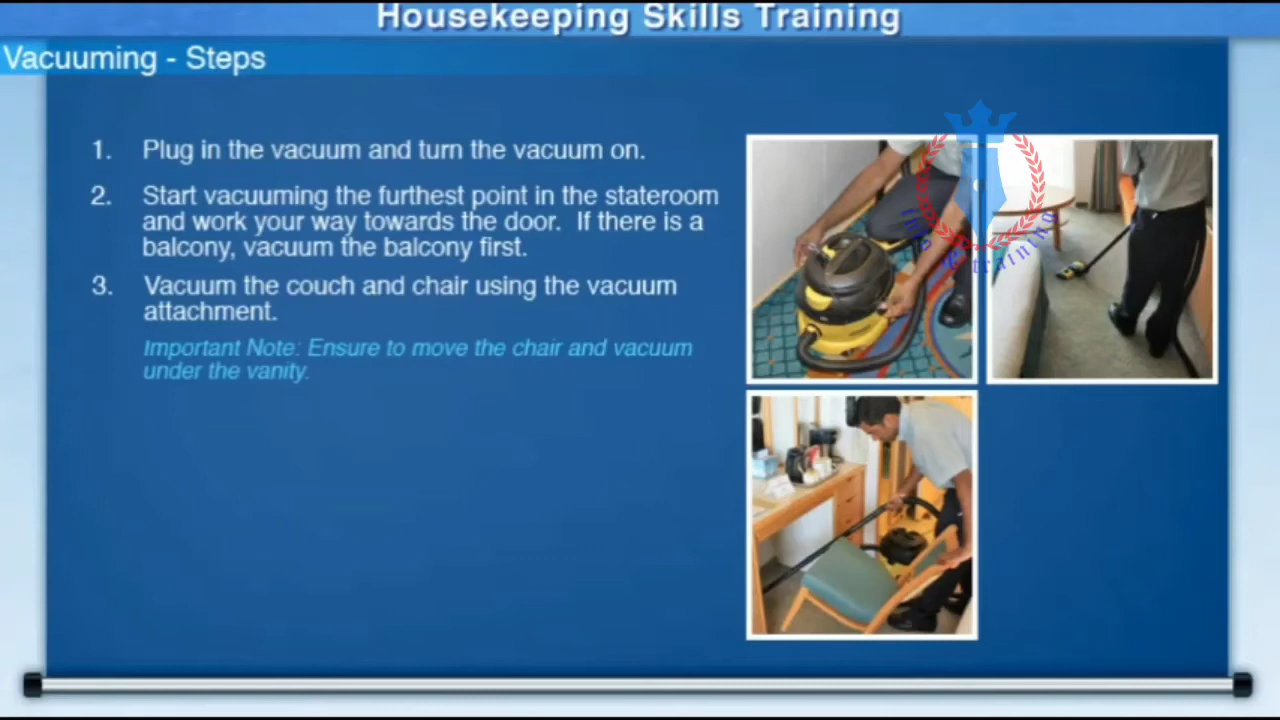 Housekeeping Skills Training
Vacuuming - Steps
1. Plug in the vacuum and turn the vacuum on.
2. Start vacuuming the furthest point in the stateroom
and work your way towards the door. If there is a
balcony, vacuum the balcony first.
3. Vacuum the couch and chair using the vacuum
attachment.
Important Note: Ensure to move the chair and vacuum
under the vanity.
training